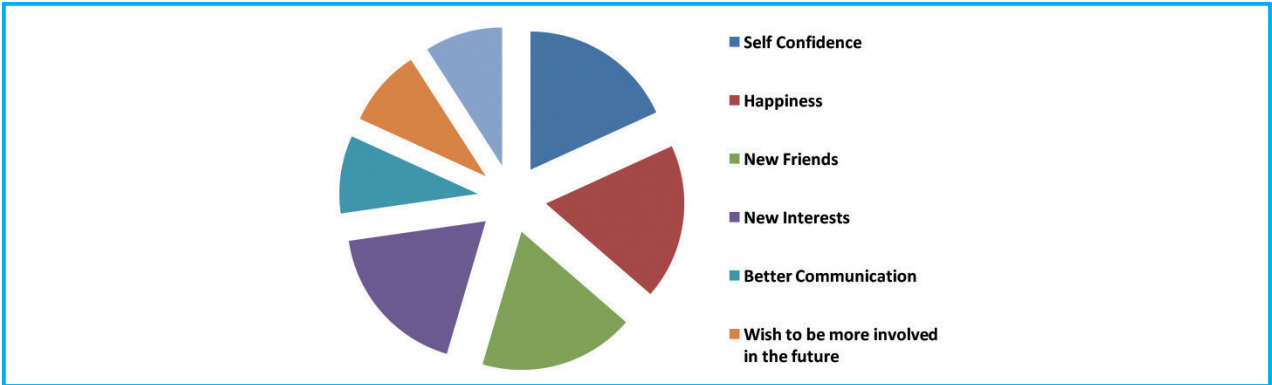 Self Confidence
Happiness
New Friends
New Interests
Better Communication
Wish to be more involved
in the future